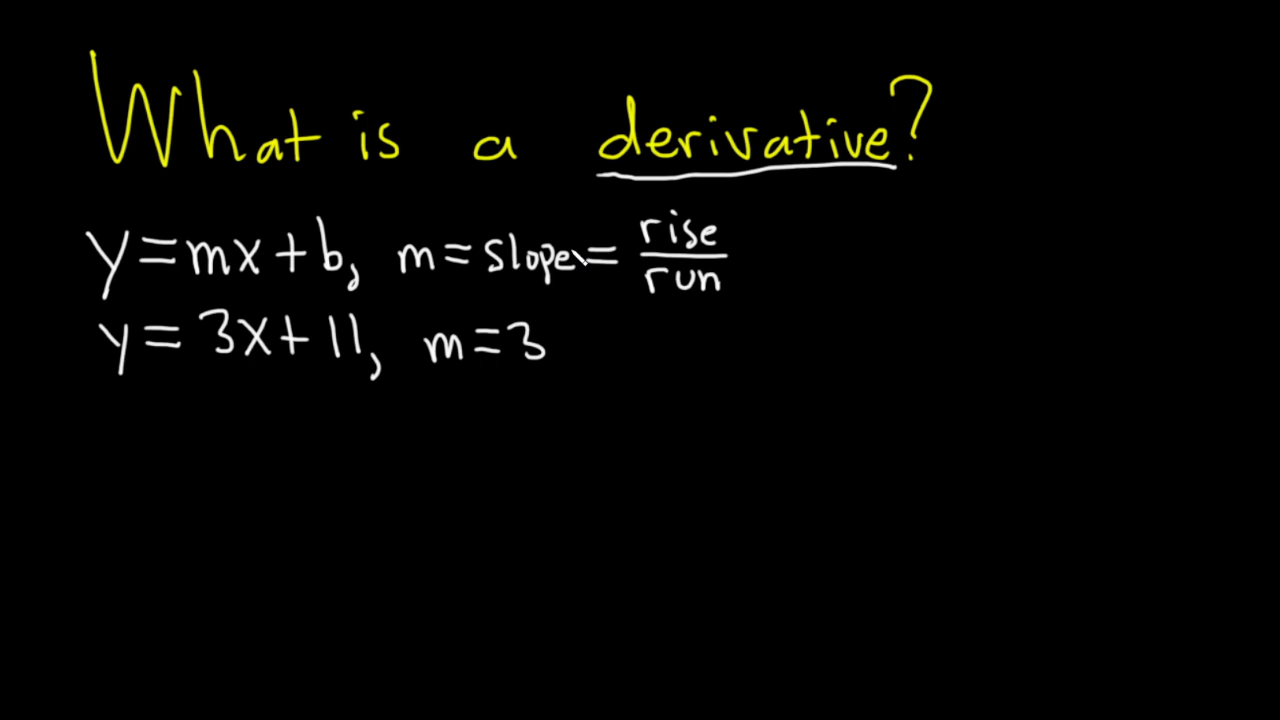 What is a derivative?
y=mx+b, m=slope= rise/run
y=3x+11, m=3